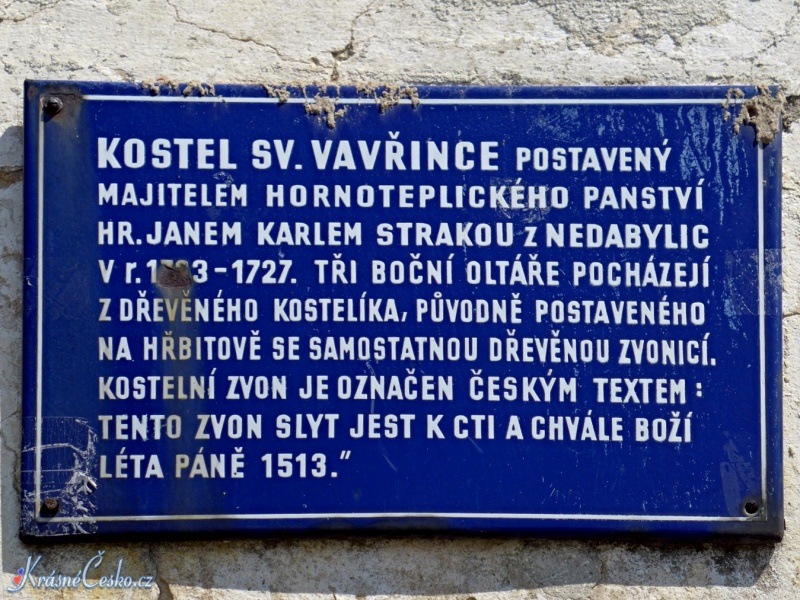 KOSTEL SV. VAVŘINCE POSTAVENÝ
MAJITELEM HORNOTEPLICKÉHO PANSTVÍ
HR. JANEM KARLEM STRAKOU z NEDABYLIC
V r. –1727. TŘI BOČNÍ OLTÁŘE POCHÁZEJÍ
Z DŘEVĚNÉHO KOSTELÍKA, PŮVODNĚ POSTAVENÉHO
NA HŘBITOVĚ SE SAMOSTATNOU DŘEVĚNOU ZVONICÍ.
KOSTELNÍ ZVON JE OZNAČEN ČESKÝM TEXTEM:
TENTO ZVON SLYT JEST K CTI A CHVÁLE BOŽÍ
LÉTA PÁNĚ 1513.”
KrásnéČesko.cz